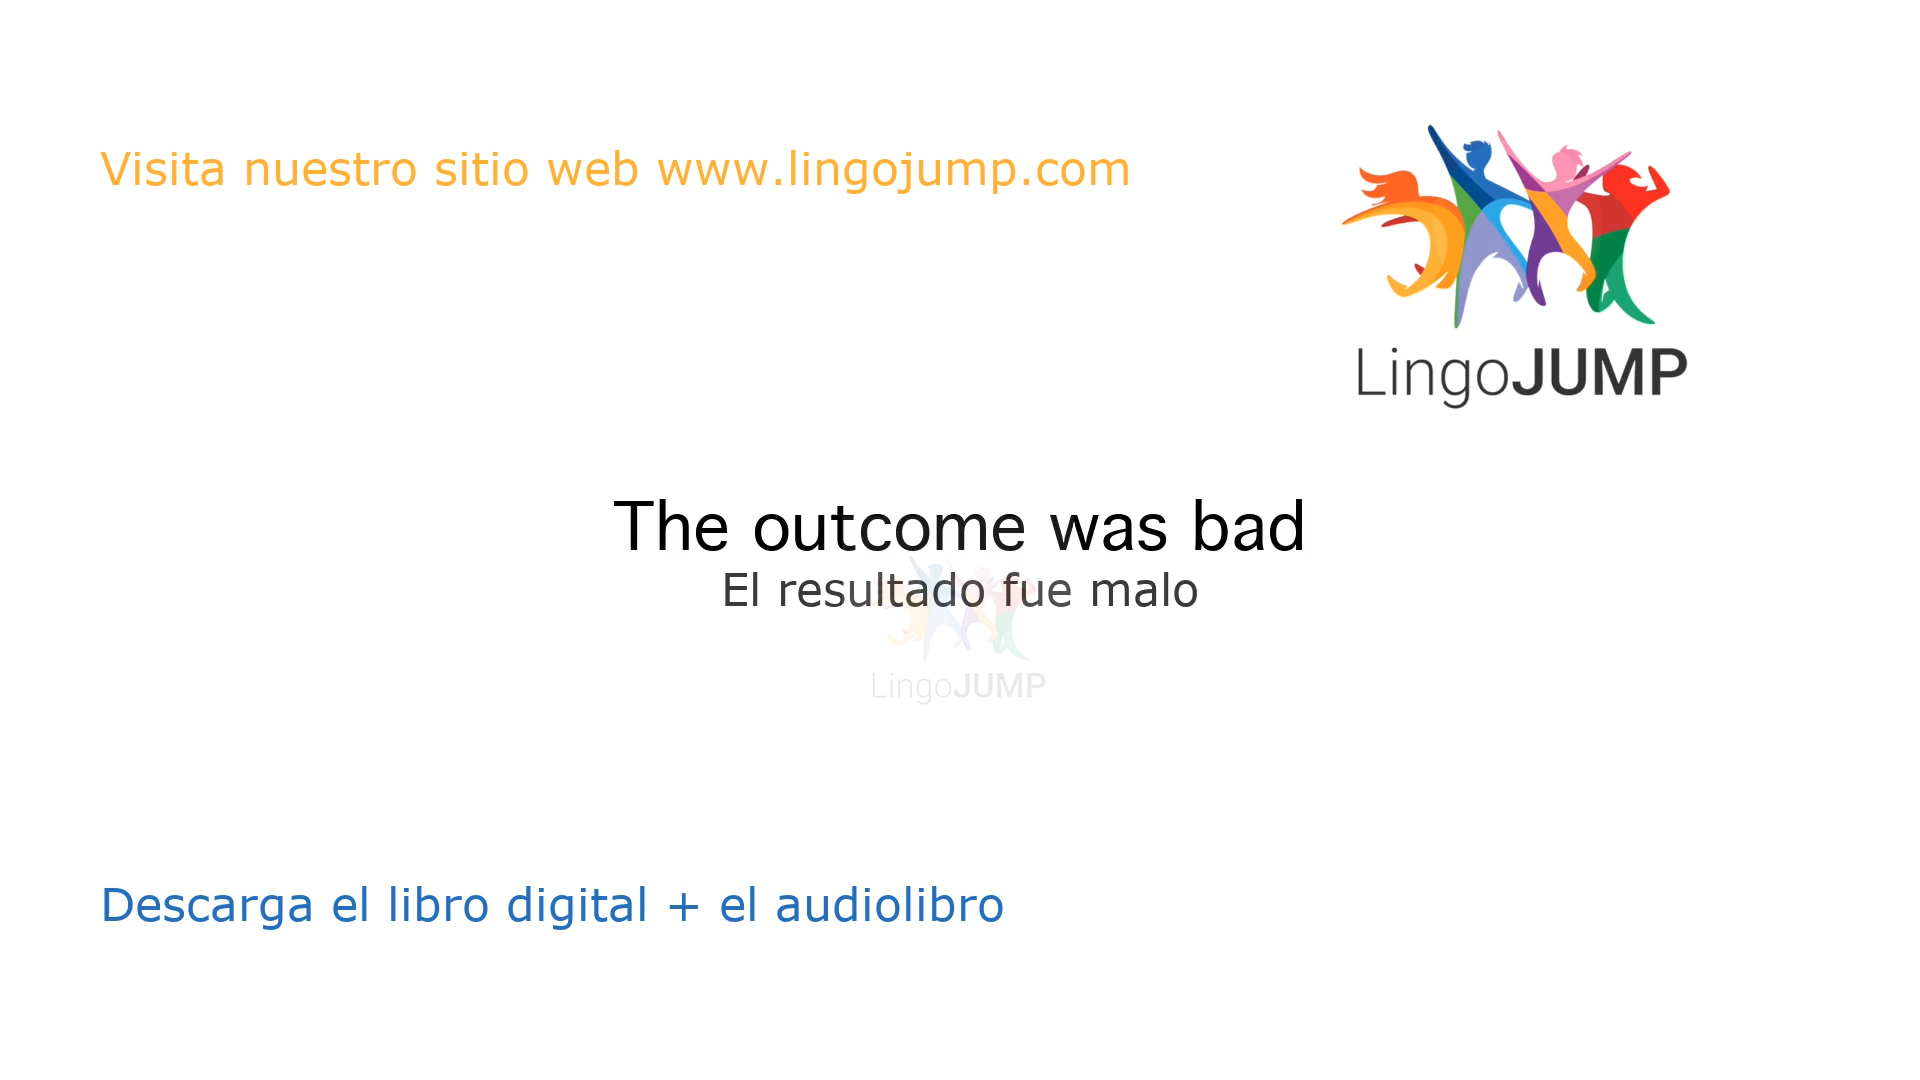 Visita nuestro sitio web www.lingojump.com
LingoJUMP
The outcome was bad
El resultado fue malo
LingoJUMP
Descarga el libro digital + el audiolibro